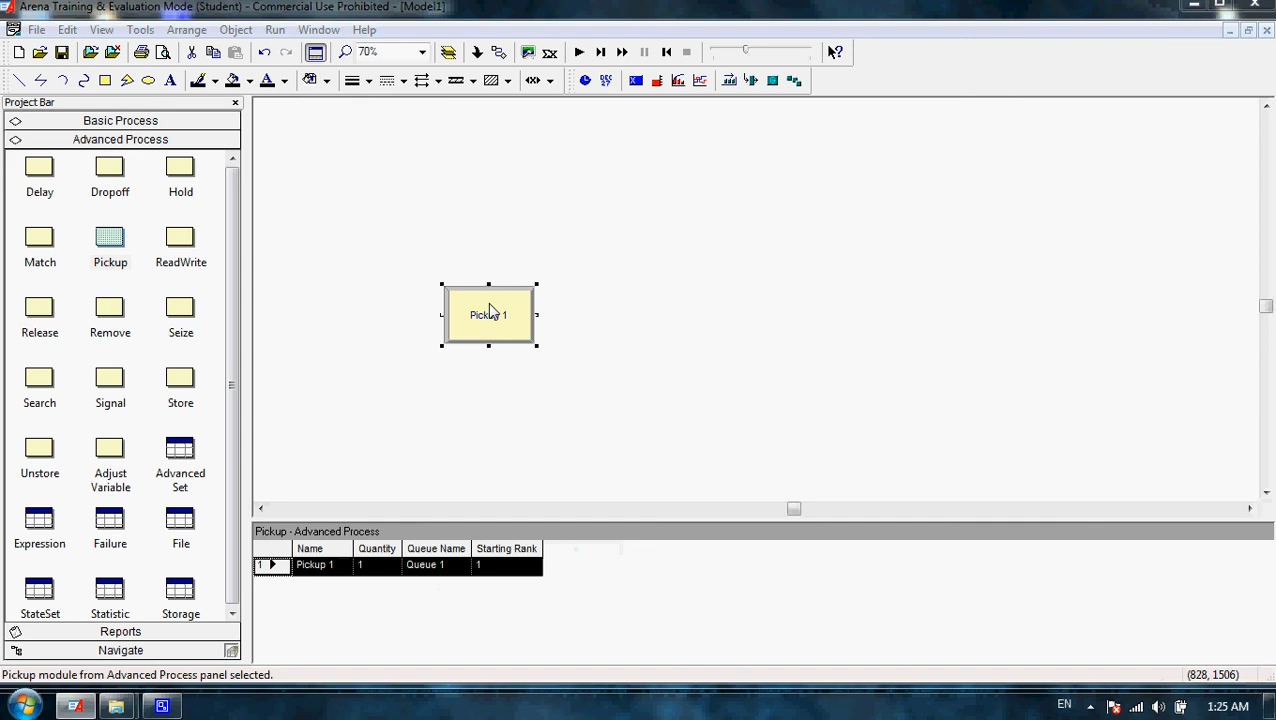 Arena Training & Evaluation Mode (Student) - Commercial Use Prohibited - [Model1]
File Edit View Tools Arrange Object Run Window Help
70%
Project Bar
Basic Process
Advanced Process
Delay Dropoff Hold
Match Pickup ReadWrite
Release Remove Seize
Search Signal Store
Unstore Adjust Variable Advanced Set
Expression Failure File
StateSet Statistic Storage
Reports
Navigate
Pickup 1
Pickup - Advanced Process
Name Quantity Queue Name Starting Rank
1 Pickup 1 1 Queue 1 1
Pickup module from Advanced Process panel selected.
(828, 1506)
EN 1:25 AM